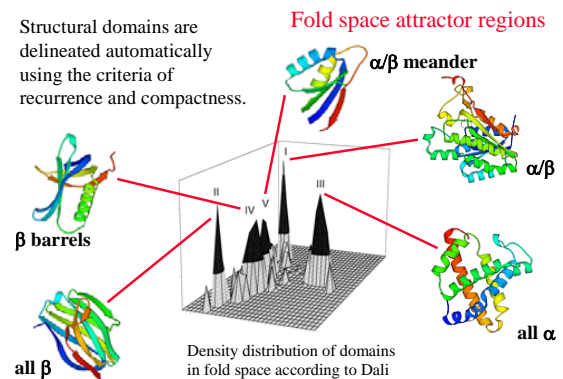 Structural domains are
delineated automatically
using the criteria of
recurrence and compactness.
Fold space attractor regions
α/β meander
α/β
I
II
III
IV
V
β barrels
all β
all α
Density distribution of domains
in fold space according to Dali